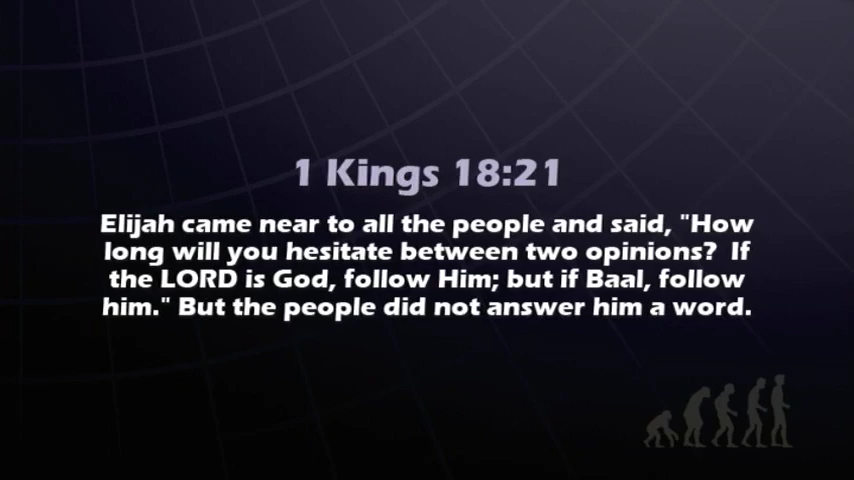 1 Kings 18:21
Elijah came near to all the people and said, "How
long will you hesitate between two opinions?  If
the LORD is God, follow Him; but if Baal, follow
him." But the people did not answer him a word.